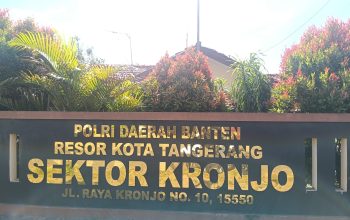 POLRI DAERAH BANTEN
RESOR KOTA TANGERANG
SEKTOR KRONJO
JL. RAYA KRONJO NO. 10, 15550